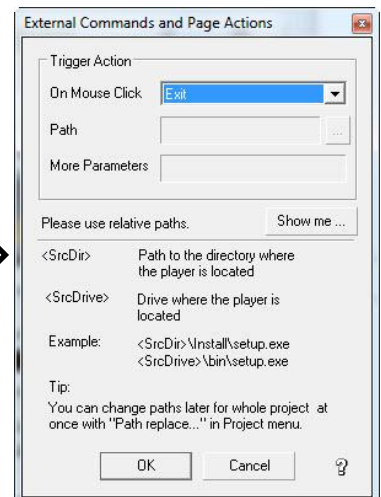 External Commands and Page Actions
Trigger Action
On Mouse Click Exit
Path ...
More Parameters
Please use relative paths. Show me ...
<SrcDir> Path to the directory where
the player is located
<SrcDrive> Drive where the player is
located
Example: <SrcDir>\Install\setup.exe
<SrcDrive>\bin\setup.exe
Tip:
You can change paths later for whole project at
once with "Path replace..." in Project menu.
OK Cancel ?